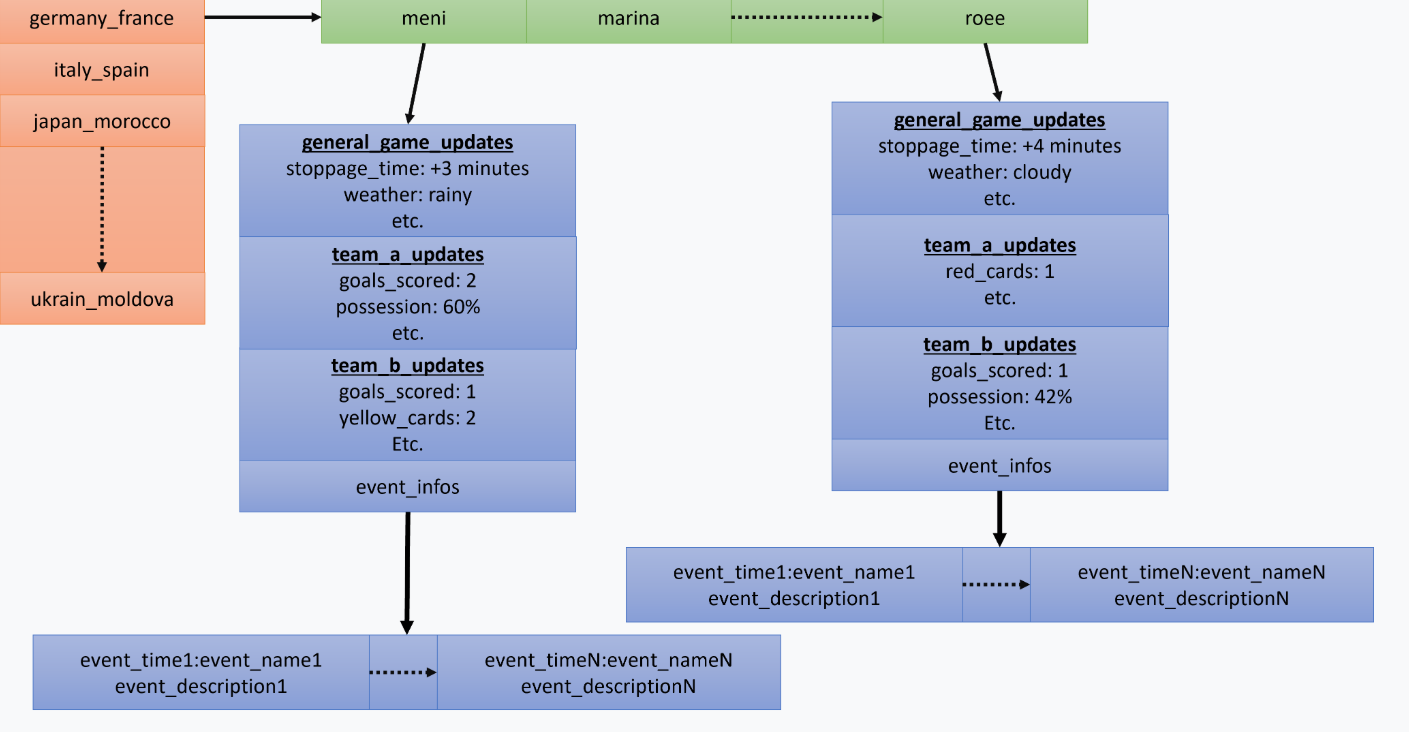 germany_france
italy_spain
japan_morocco
ukrain_moldova
meni
marina
roee
general_game_updates
stoppage_time: +3 minutes
weather: rainy
etc.
team_a_updates
goals_scored: 2
possession: 60%
etc.
team_b_updates
goals_scored: 1
yellow_cards: 2
Etc.
event_infos
event_time1:event_name1
event_description1
event_timeN:event_nameN
event_descriptionN
general_game_updates
stoppage_time: +4 minutes
weather: cloudy
etc.
team_a_updates
red_cards: 1
etc.
team_b_updates
goals_scored: 1
possession: 42%
Etc.
event_infos
event_time1:event_name1
event_description1
event_timeN:event_nameN
event_descriptionN